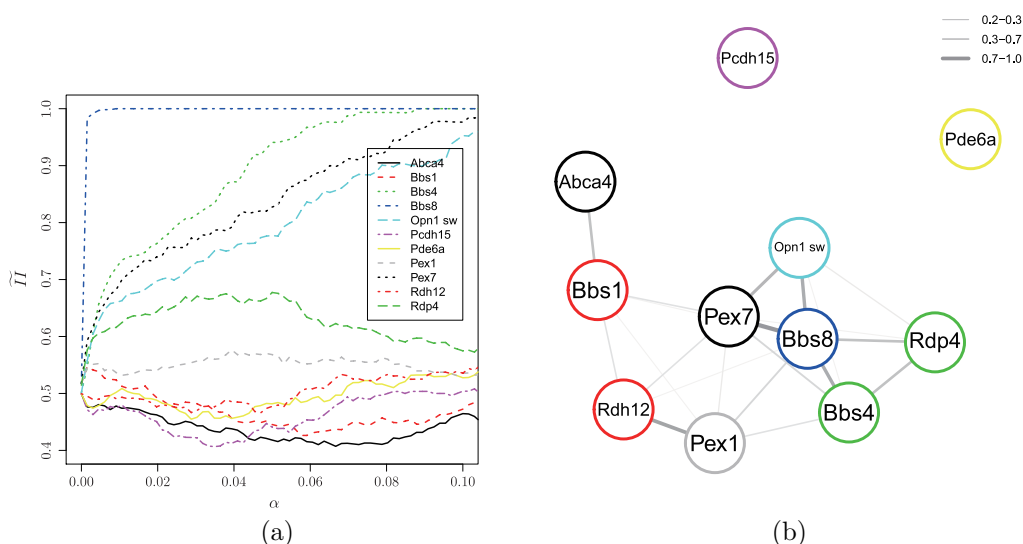 1.0
0.9
0.8
0.7
0.6
0.5
0.4
ĨĨ
0.00
0.02
0.04
0.06
0.08
0.10
α
Abca4
Bbs1
Bbs4
Bbs8
Opn1 sw
Pcdh15
Pde6a
Pex1
Pex7
Rdh12
Rdp4
(a)
0.2−0.3
0.3−0.7
0.7−1.0
Pcdh15
Pde6a
Abca4
Opn1 sw
Bbs1
Pex7
Bbs8
Rdp4
Rdh12
Bbs4
Pex1
(b)